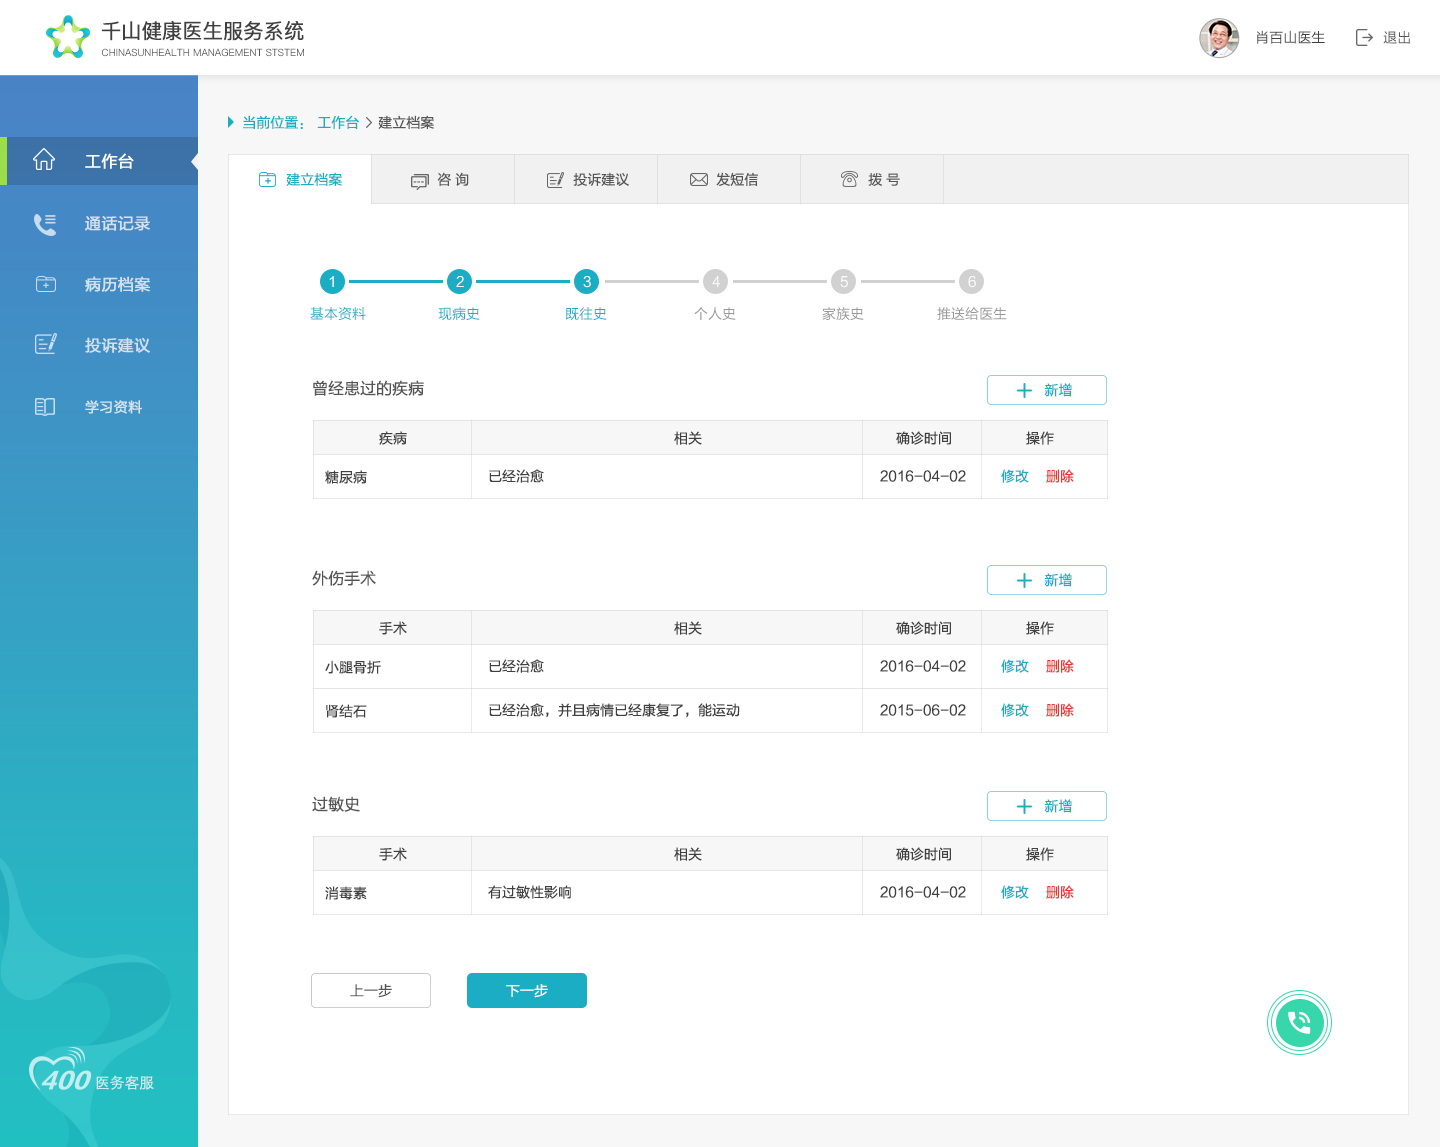 千山健康医生服务系统
CHINASUNHEALTH MANAGEMENT STSTEM
肖百山医生 退出
当前位置： 工作台 > 建立档案
工作台
通话记录
病历档案
投诉建议
学习资料
400 医务客服
建立档案 咨 询 投诉建议 发短信 拨 号
1 2 3 4 5 6
基本资料 现病史 既往史 个人史 家族史 推送给医生
曾经患过的疾病 新增
疾病 相关 确诊时间 操作
糖尿病 已经治愈 2016-04-02 修改 删除
外伤手术 新增
手术 相关 确诊时间 操作
小腿骨折 已经治愈 2016-04-02 修改 删除
肾结石 已经治愈，并且病情已经康复了，能运动 2015-06-02 修改 删除
过敏史 新增
手术 相关 确诊时间 操作
消毒素 有过敏性影响 2016-04-02 修改 删除
上一步 下一步